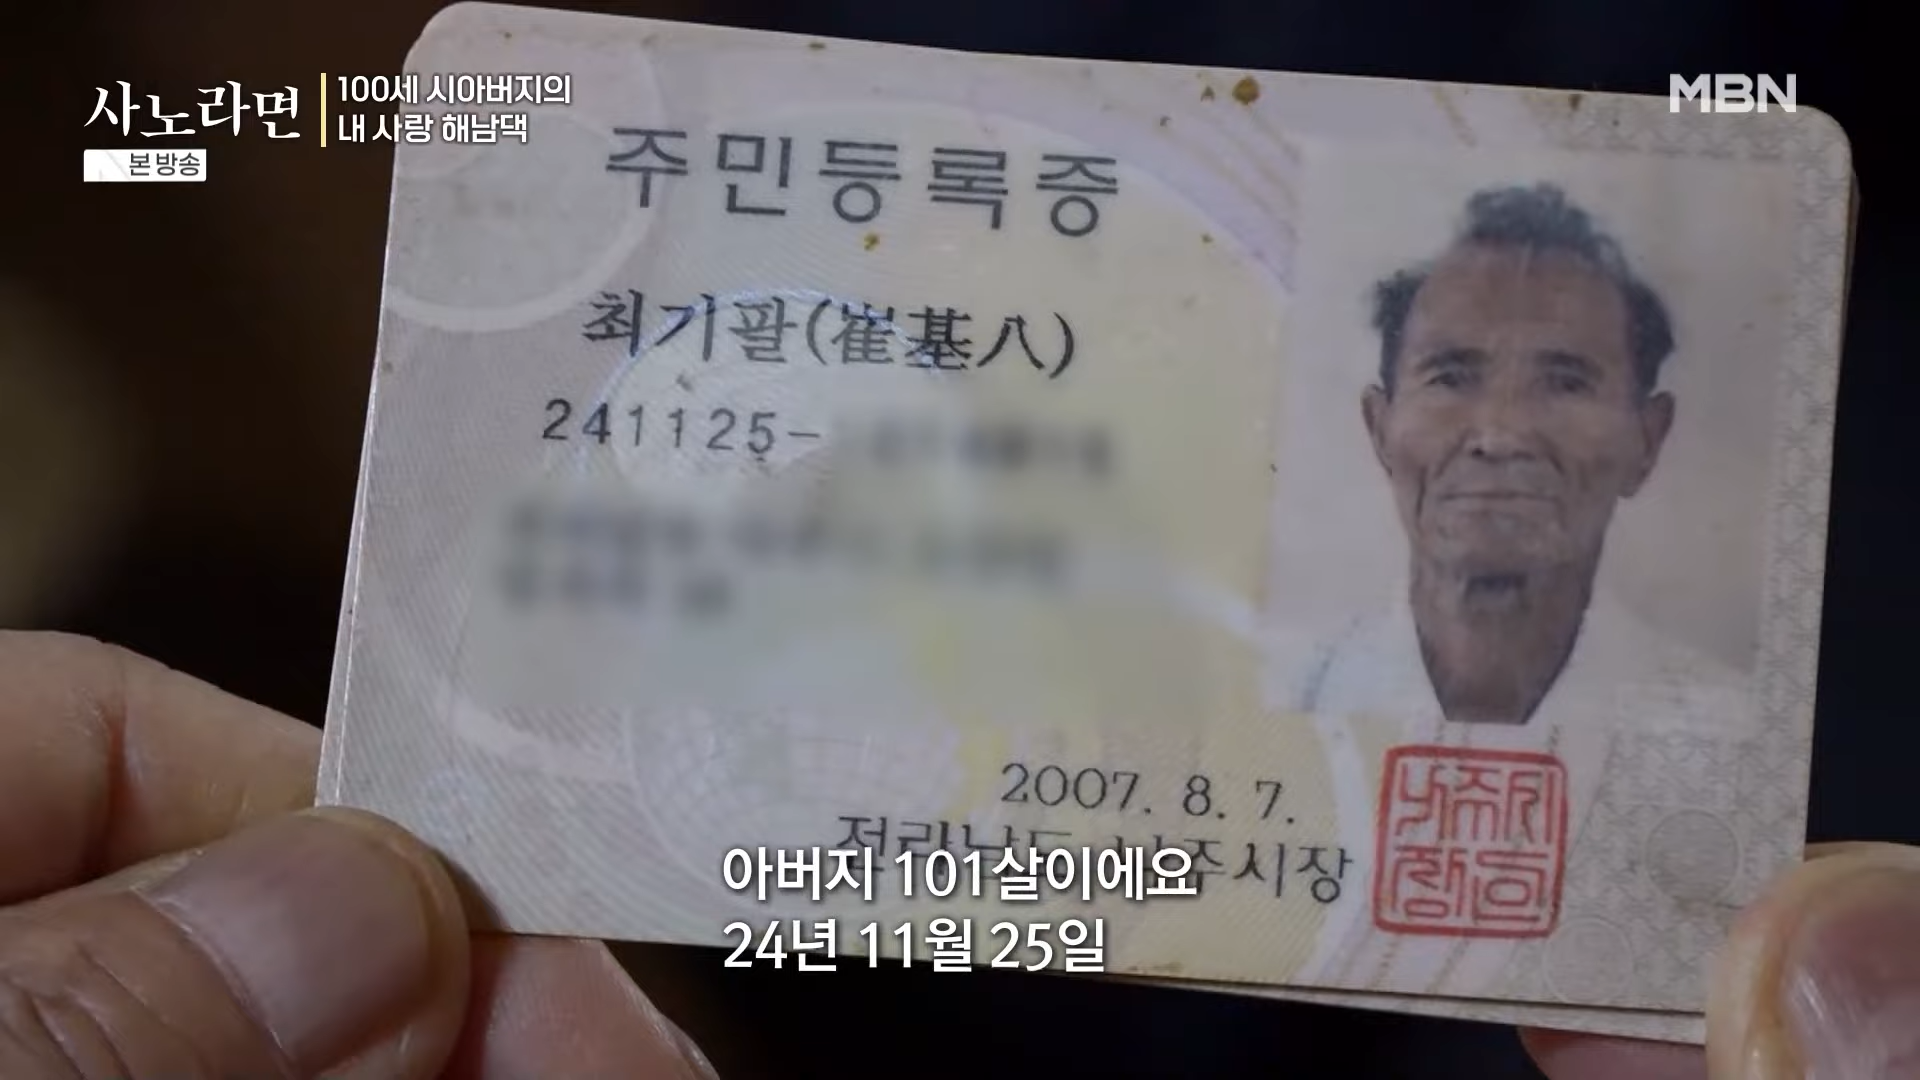 사노라면
100세 시아버지의
내 사랑 해남댁
본방송
MBN
주민등록증
최기팔(崔基八)
241125-
2007. 8. 7.
시장
아버지 101살이에요
24년 11월 25일